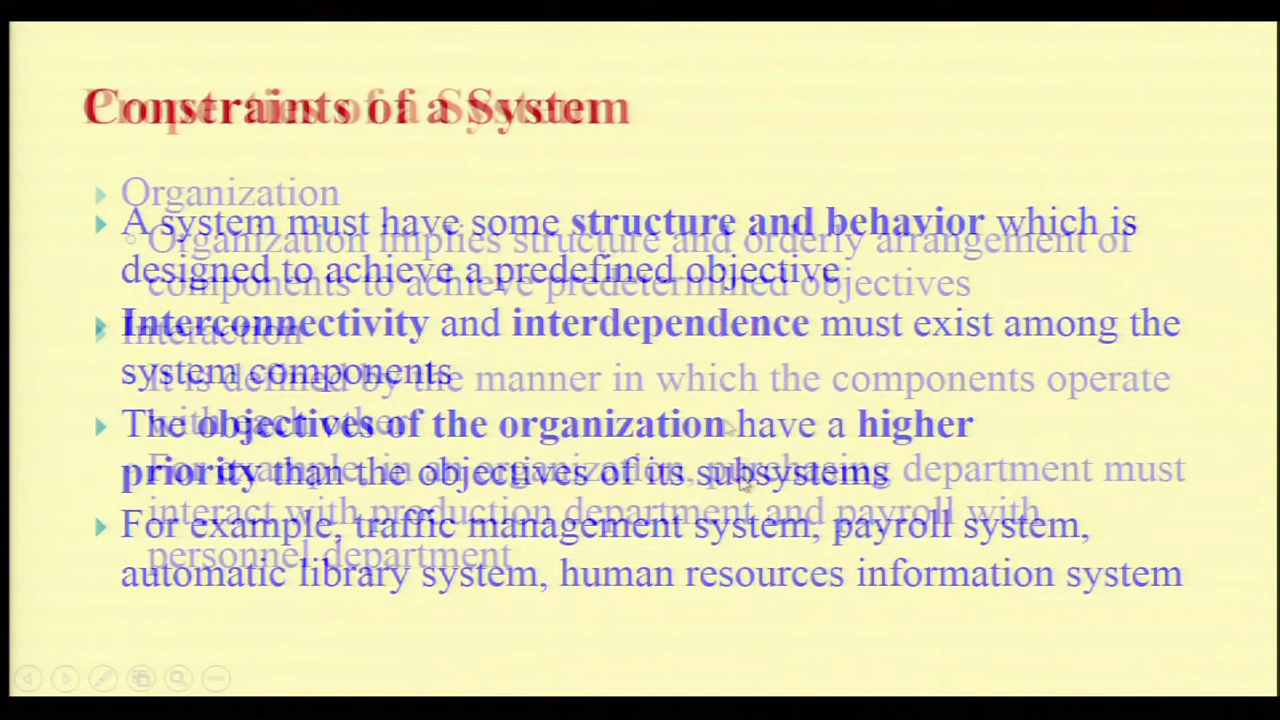 Constraints of a System
A system must have some structure and behavior which is
designed to achieve a predefined objective
Interconnectivity and interdependence must exist among the
system components
The objectives of the organization have a higher
priority than the objectives of its subsystems
For example, traffic management system, payroll system,
automatic library system, human resources information system
Properties of a System
Organization
Organization implies structure and orderly arrangement of
components to achieve predetermined objectives
Interaction
It is defined by the manner in which the components operate
with each other
For example, in an organization, purchasing department must
interact with production department and payroll with
personnel department